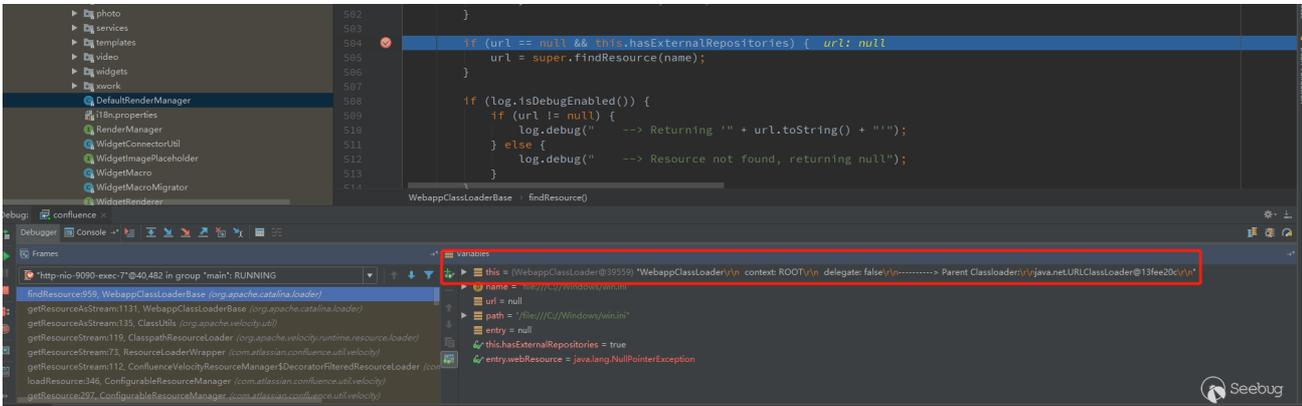 photo
services
templates
video
widgets
xwork
DefaultRenderManager
i18n.properties
RenderManager
WidgetConnectorUtil
WidgetImagePlaceholder
WidgetMacro
WidgetMacroMigrator
WidgetRenderer
502 }
503
504 if (url == null && this.hasExternalRepositories) { url: null
505 url = super.findResource(name);
506 }
507
508 if (log.isDebugEnabled()) {
509 if (url != null) {
510 log.debug(" --> Returning '" + url.toString() + "'");
511 } else {
512 log.debug(" --> Resource not found, returning null");
513 }
514 }
WebappClassLoaderBase › findResource()
Debug: confluence ×
Debugger Console
Frames
"http-nio-9090-exec-7"@40,482 in group "main": RUNNING
findResource:959, WebappClassLoaderBase (org.apache.catalina.loader)
getResourceAsStream:1131, WebappClassLoaderBase (org.apache.catalina.loader)
getResourceAsStream:135, ClassUtils (org.apache.velocity.util)
getResourceStream:119, ClasspathResourceLoader (org.apache.velocity.runtime.resource.loader)
getResourceStream:73, ResourceLoaderWrapper (com.atlassian.confluence.util.velocity)
getResourceStream:112, ConfluenceVelocityResourceManager$DecoratorFilteredResourceLoader (con
loadResource:346, ConfigurableResourceManager (com.atlassian.confluence.util.velocity)
getResource:297, ConfigurableResourceManager (com.atlassian.confluence.util.velocity)
Variables
this = {WebappClassLoader@39559} "WebappClassLoader\r\n context: ROOT\r\n delegate: false\r\n----------> Parent Classloader:\r\njava.net.URLClassLoader@13fee20c\r\n"
name = "file:///C://Windows/win.ini"
url = null
path = "/file:///C://Windows/win.ini"
entry = null
this.hasExternalRepositories = true
entry.webResource = java.lang.NullPointerException
Seebug